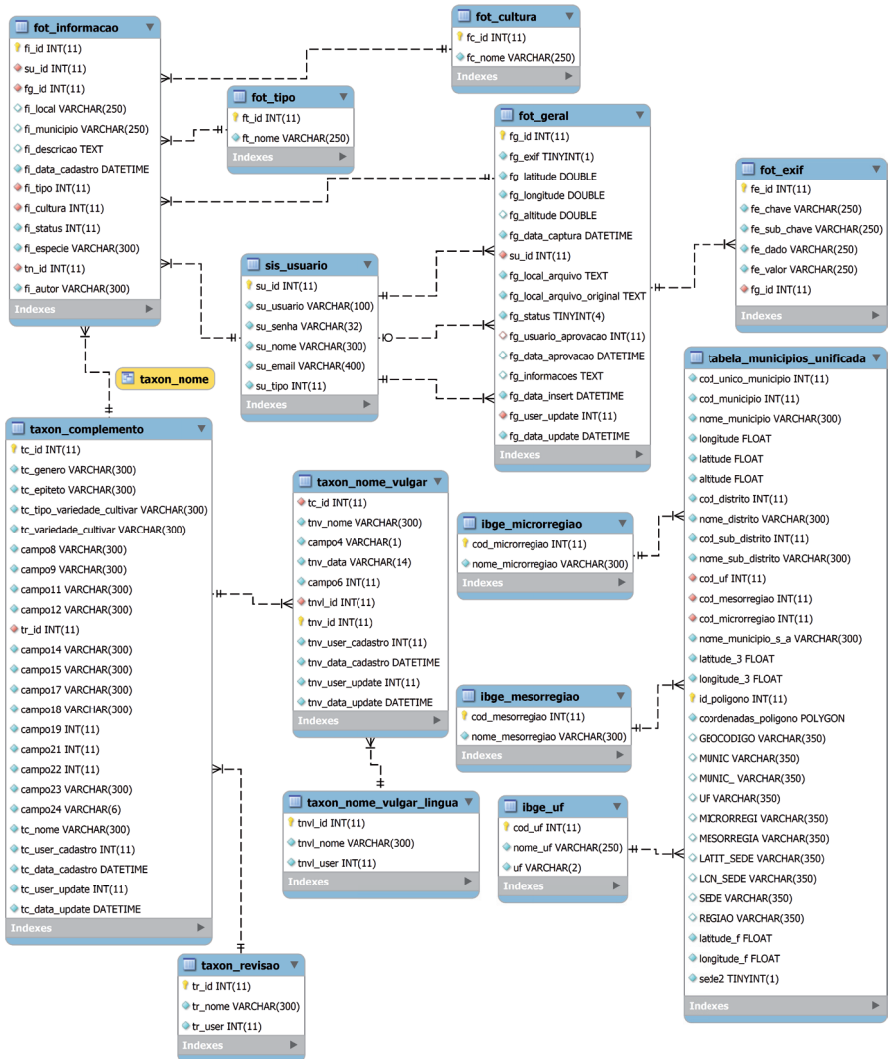 fot_informacao
fi_id INT(11)
su_id INT(11)
fg_id INT(11)
fi_local VARCHAR(250)
fi_municipio VARCHAR(250)
fi_descricao TEXT
fi_data_cadastro DATETIME
fi_tipo INT(11)
fi_cultura INT(11)
fi_status INT(11)
fi_especie VARCHAR(300)
tn_id INT(11)
fi_autor VARCHAR(300)
Indexes
fot_cultura
fc_id INT(11)
fc_nome VARCHAR(250)
Indexes
fot_tipo
ft_id INT(11)
ft_nome VARCHAR(250)
Indexes
fot_geral
fg_id INT(11)
fg_exif TINYINT(1)
fg_latitude DOUBLE
fg_longitude DOUBLE
fg_altitude DOUBLE
fg_data_captura DATETIME
su_id INT(11)
fg_local_arquivo TEXT
fg_local_arquivo_original TEXT
fg_status TINYINT(4)
fg_usuario_aprovacao INT(11)
fg_data_aprovacao DATETIME
fg_informacoes TEXT
fg_data_insert DATETIME
fg_user_update INT(11)
fg_data_update DATETIME
Indexes
fot_exif
fe_id INT(11)
fe_chave VARCHAR(250)
fe_sub_chave VARCHAR(250)
fe_dado VARCHAR(250)
fe_valor VARCHAR(250)
fg_id INT(11)
Indexes
sis_usuario
su_id INT(11)
su_usuario VARCHAR(100)
su_senha VARCHAR(32)
su_nome VARCHAR(300)
su_email VARCHAR(400)
su_tipo INT(11)
Indexes
taxon_nome
taxon_complemento
tc_id INT(11)
tc_genero VARCHAR(300)
tc_epiteto VARCHAR(300)
tc_tipo_variedade_cultivar VARCHAR(300)
tc_variedade_cultivar VARCHAR(300)
campo8 VARCHAR(300)
campo9 VARCHAR(300)
campo11 VARCHAR(300)
campo12 VARCHAR(300)
tr_id INT(11)
campo14 VARCHAR(300)
campo15 VARCHAR(300)
campo17 VARCHAR(300)
campo18 VARCHAR(300)
campo19 INT(11)
campo21 INT(11)
campo22 INT(11)
campo23 VARCHAR(300)
campo24 VARCHAR(6)
tc_nome VARCHAR(300)
tc_user_cadastro INT(11)
tc_data_cadastro DATETIME
tc_user_update INT(11)
tc_data_update DATETIME
Indexes
taxon_nome_vulgar
tc_id INT(11)
tnv_nome VARCHAR(300)
campo4 VARCHAR(1)
tnv_data VARCHAR(14)
campo6 INT(11)
tnvl_id INT(11)
tnv_id INT(11)
tnv_user_cadastro INT(11)
tnv_data_cadastro DATETIME
tnv_user_update INT(11)
tnv_data_update DATETIME
Indexes
ibge_microrregiao
cod_microrregiao INT(11)
nome_microrregiao VARCHAR(300)
Indexes
ibge_mesorregiao
cod_mesorregiao INT(11)
nome_mesorregiao VARCHAR(300)
Indexes
taxon_nome_vulgar_lingua
tnvl_id INT(11)
tnvl_nome VARCHAR(300)
tnvl_user INT(11)
Indexes
ibge_uf
cod_uf INT(11)
nome_uf VARCHAR(250)
uf VARCHAR(2)
Indexes
taxon_revisao
tr_id INT(11)
tr_nome VARCHAR(300)
tr_user INT(11)
Indexes
tabela_municipios_unificada
cod_unico_municipio INT(11)
cod_municipio INT(11)
nome_municipio VARCHAR(300)
longitude FLOAT
latitude FLOAT
altitude FLOAT
cod_distrito INT(11)
nome_distrito VARCHAR(300)
cod_sub_distrito INT(11)
nome_sub_distrito VARCHAR(300)
cod_uf INT(11)
cod_mesorregiao INT(11)
cod_microrregiao INT(11)
nome_municipio_s_a VARCHAR(300)
latitude_3 FLOAT
longitude_3 FLOAT
id_poligono INT(11)
coordenadas_poligono POLYGON
GEOCODIGO VARCHAR(350)
MUNIC VARCHAR(350)
MUNIC_ VARCHAR(350)
UF VARCHAR(350)
MICRORREGI VARCHAR(350)
MESORREGIA VARCHAR(350)
LATIT_SEDE VARCHAR(350)
LCN_SEDE VARCHAR(350)
SEDE VARCHAR(350)
REGIAO VARCHAR(350)
latitude_f FLOAT
longitude_f FLOAT
sede2 TINYINT(1)
Indexes